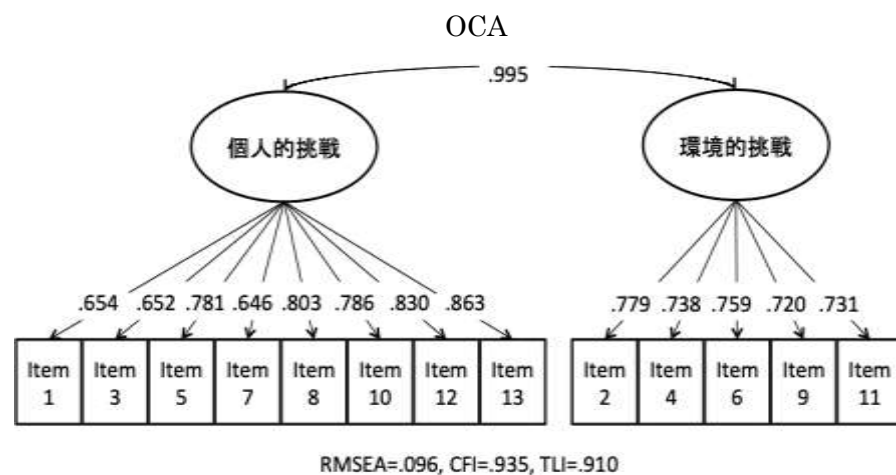 OCA
.995
個人的挑戦 環境的挑戦
.654 .652 .781 .646 .803 .786 .830 .863 .779 .738 .759 .720 .731
Item Item Item Item Item Item Item Item Item Item Item Item Item
1 3 5 7 8 10 12 13 2 4 6 9 11
RMSEA=.096, CFI=.935, TLI=.910